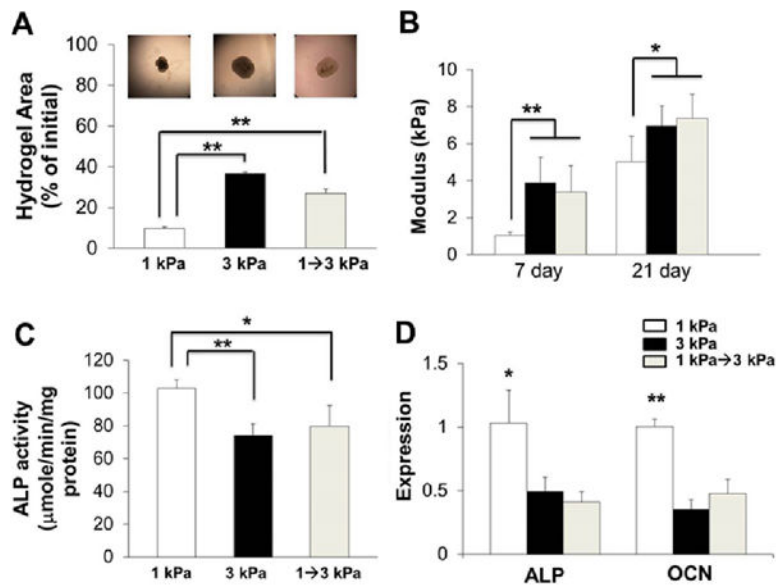 A
Hydrogel Area
(% of initial)
100
80
60
40
20
0
**
**
1 kPa
3 kPa
1→3 kPa
B
Modulus (kPa)
10
8
6
4
2
0
**
*
7 day
21 day
C
ALP activity
(μmole/min/mg
protein)
120
100
80
60
40
20
0
*
**
1 kPa
3 kPa
1→3 kPa
D
1 kPa
3 kPa
1 kPa→3 kPa
Expression
1.5
1
0.5
0
*
**
ALP
OCN